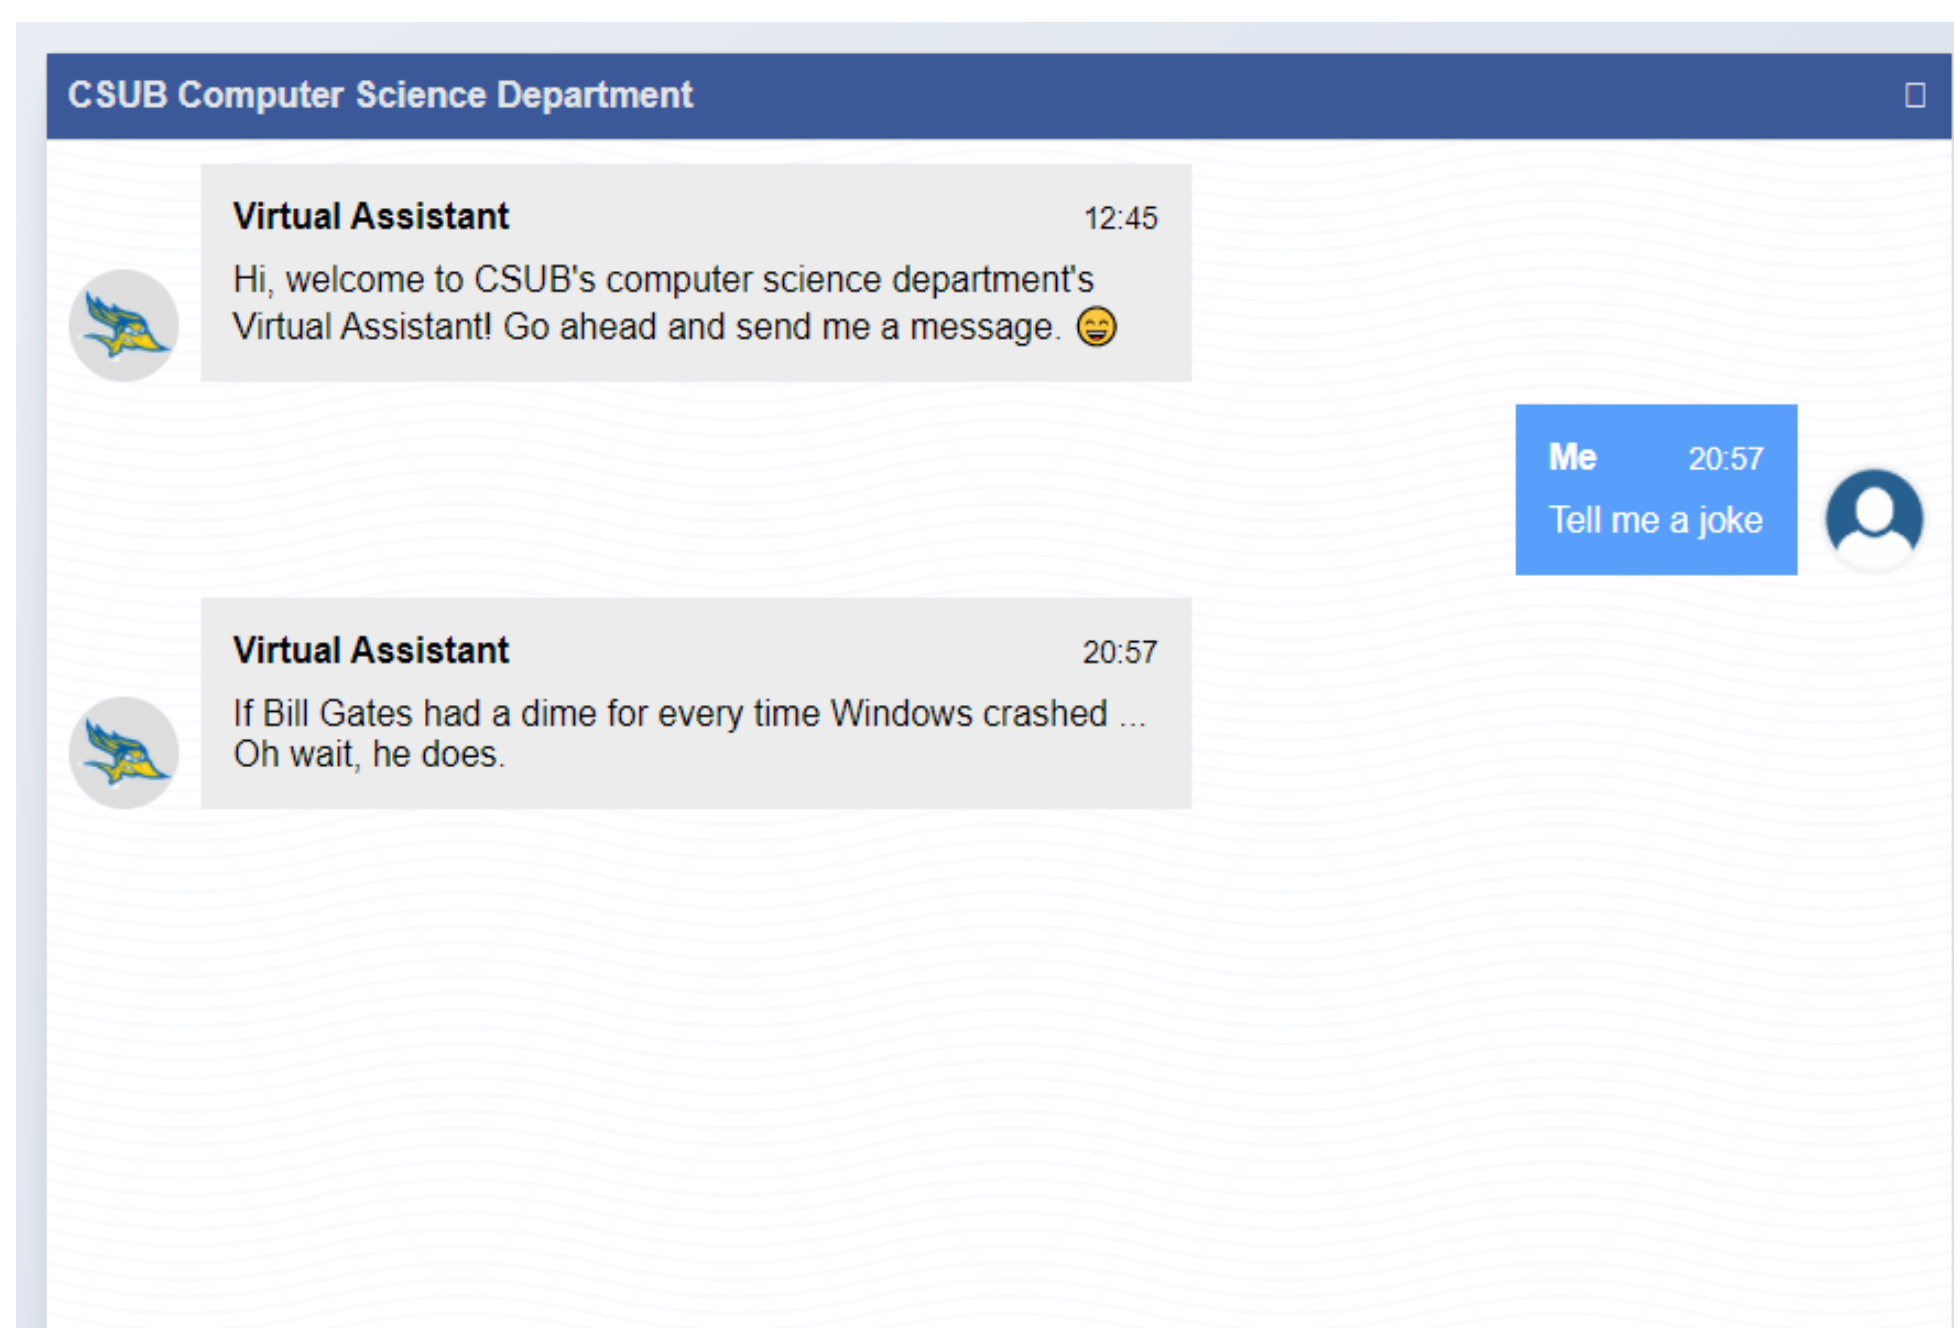 CSUB Computer Science Department
Virtual Assistant 12:45
Hi, welcome to CSUB's computer science department's
Virtual Assistant! Go ahead and send me a message. 😄
Me 20:57
Tell me a joke
Virtual Assistant 20:57
If Bill Gates had a dime for every time Windows crashed ...
Oh wait, he does.